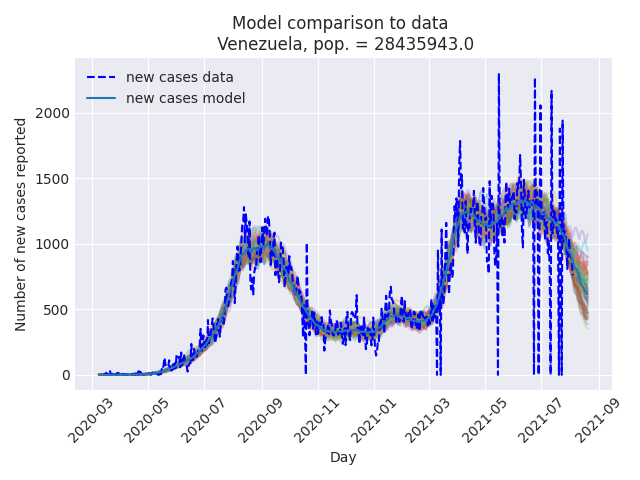 Model comparison to data
Venezuela, pop. = 28435943.0
new cases data
new cases model
Number of new cases reported
2000
1500
1000
500
0
2020-03
2020-05
2020-07
2020-09
2020-11
2021-01
2021-03
2021-05
2021-07
2021-09
Day